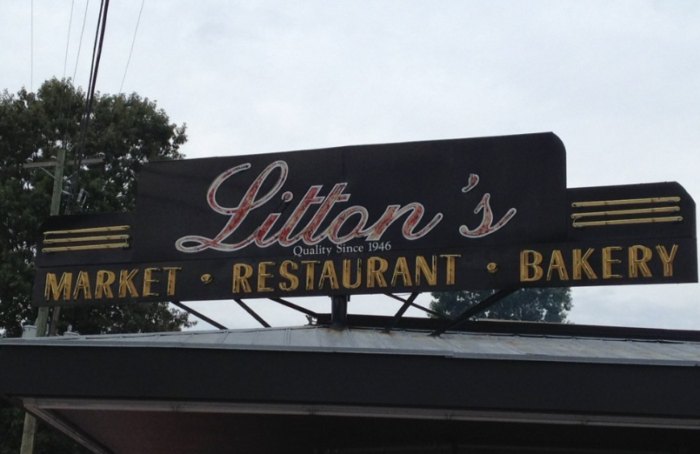 Litton's
Quality Since 1946
MARKET • RESTAURANT • BAKERY